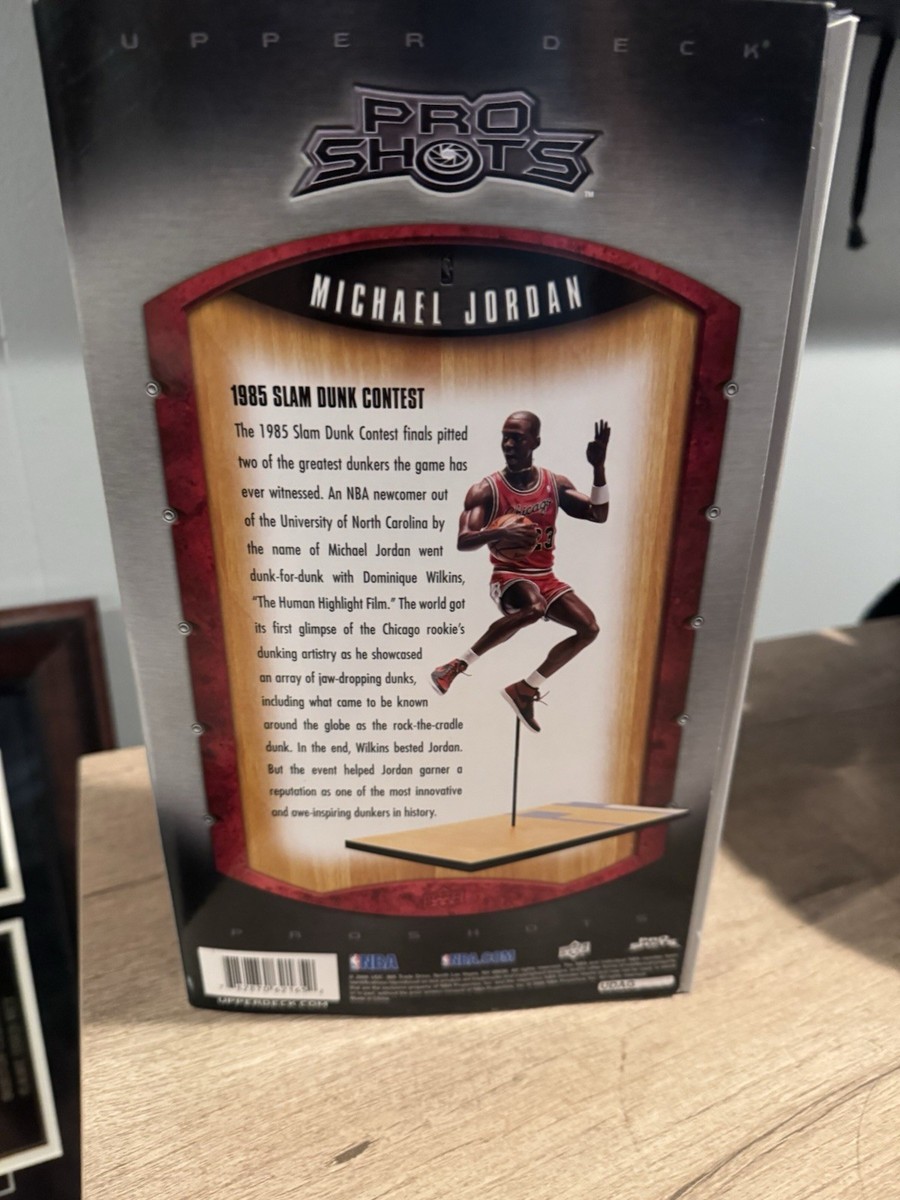 UPPER DECK®
PRO
SHOTS™
MICHAEL JORDAN
1985 SLAM DUNK CONTEST
The 1985 Slam Dunk Contest finals pitted
two of the greatest dunkers the game has
ever witnessed. An NBA newcomer out
of the University of North Carolina by
the name of Michael Jordan went
dunk-for-dunk with Dominique Wilkins,
"The Human Highlight Film." The world got
its first glimpse of the Chicago rookie's
dunking artistry as he showcased
an array of jaw-dropping dunks,
including what came to be known
around the globe as the rock-the-cradle
dunk. In the end, Wilkins bested Jordan.
But the event helped Jordan garner a
reputation as one of the most innovative
and awe-inspiring dunkers in history.
Chicago
23
PRO SHOTS
NBA
NBA.COM
PRO
SHOTS
UPPERDECK.COM